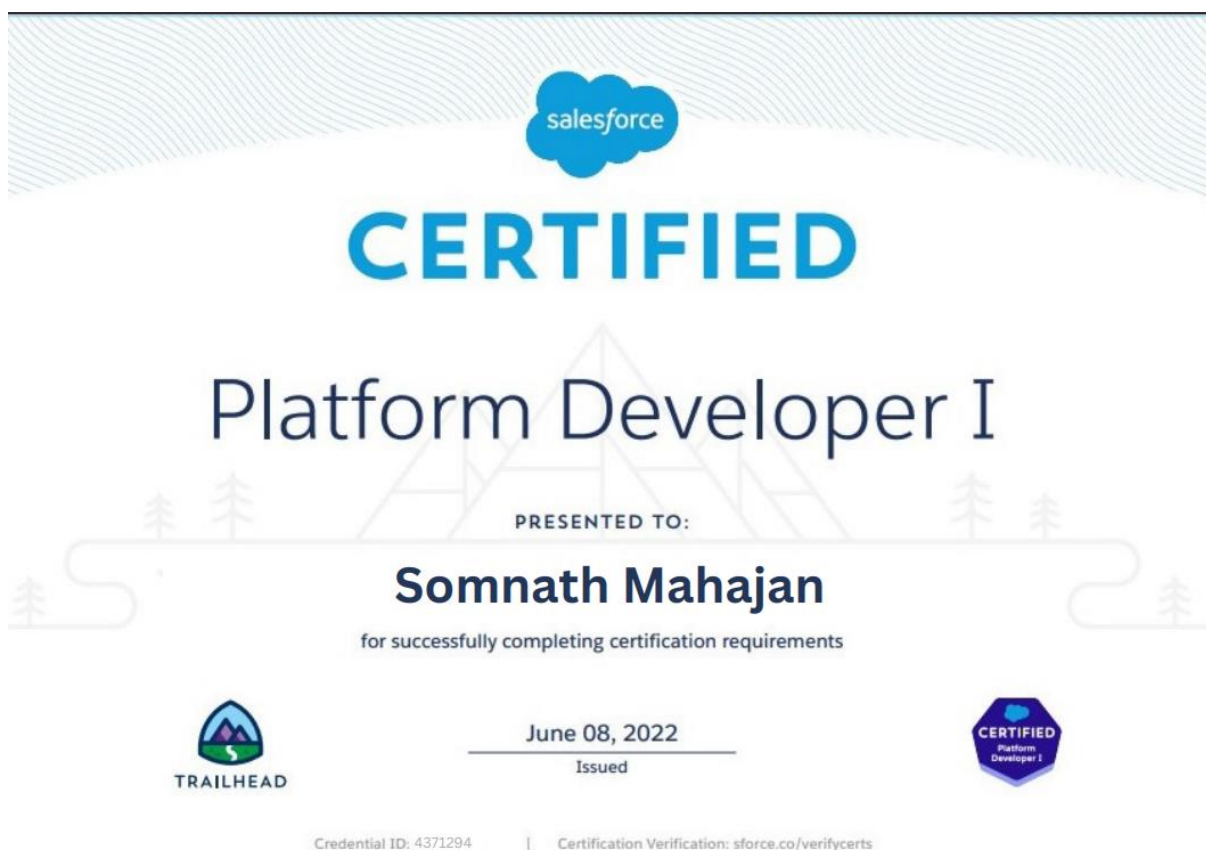 salesforce
CERTIFIED
Platform Developer I
PRESENTED TO:
Somnath Mahajan
for successfully completing certification requirements
TRAILHEAD
June 08, 2022
Issued
CERTIFIED
Platform
Developer I
Credential ID: 4371294 | Certification Verification: sforce.co/verifycerts